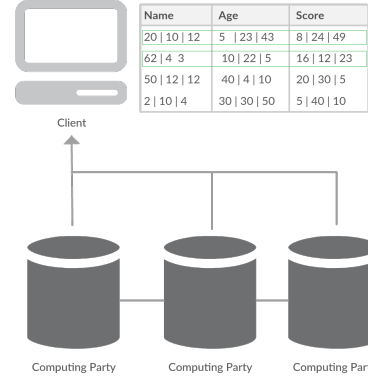 Name Age Score
20 | 10 | 12 5 | 23 | 43 8 | 24 | 49
62 | 4 3 10 | 22 | 5 16 | 12 | 23
50 | 12 | 12 40 | 4 | 10 20 | 30 | 5
2 | 10 | 4 30 | 30 | 50 5 | 40 | 10
Client
Computing Party Computing Party Computing Par